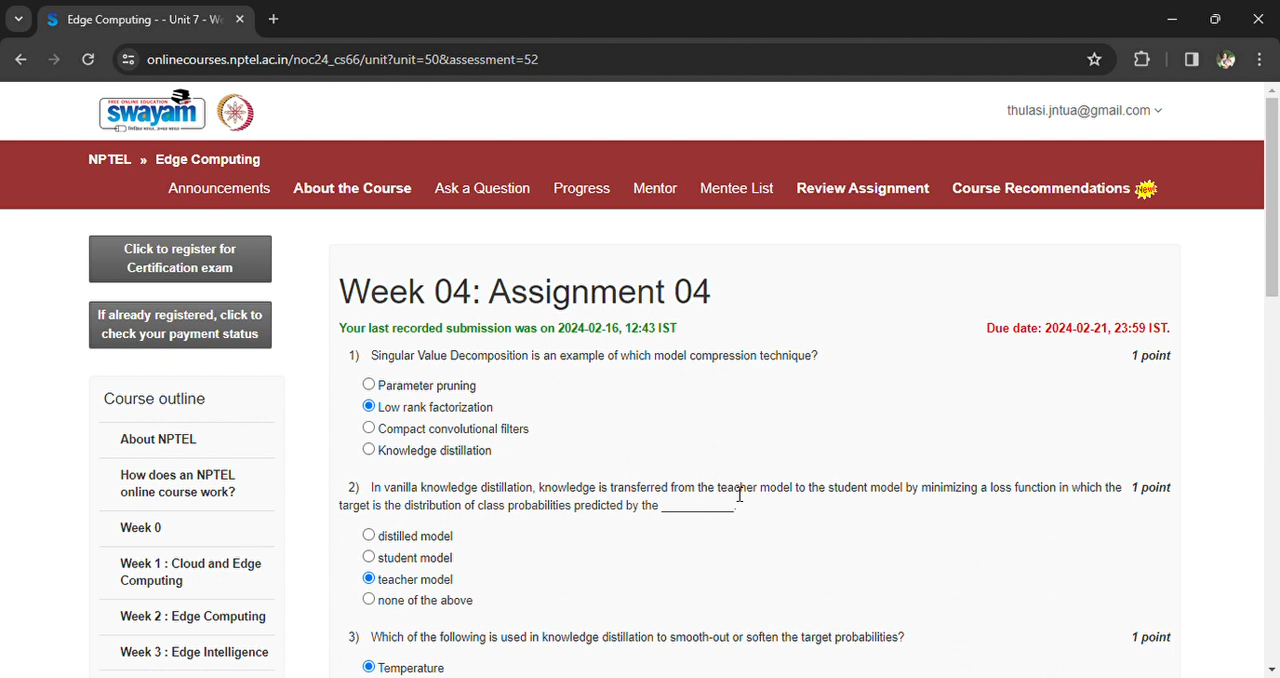 Edge Computing - - Unit 7 - We
onlinecourses.nptel.ac.in/noc24_cs66/unit?unit=50&assessment=52
FREE ONLINE EDUCATION
swayam
thulasi.jntua@gmail.com
NPTEL » Edge Computing
Announcements About the Course Ask a Question Progress Mentor Mentee List Review Assignment Course Recommendations New
Click to register for
Certification exam
If already registered, click to
check your payment status
Course outline
About NPTEL
How does an NPTEL
online course work?
Week 0
Week 1 : Cloud and Edge
Computing
Week 2 : Edge Computing
Week 3 : Edge Intelligence
Week 04: Assignment 04
Your last recorded submission was on 2024-02-16, 12:43 IST Due date: 2024-02-21, 23:59 IST.
1) Singular Value Decomposition is an example of which model compression technique? 1 point
Parameter pruning
Low rank factorization
Compact convolutional filters
Knowledge distillation
2) In vanilla knowledge distillation, knowledge is transferred from the teacher model to the student model by minimizing a loss function in which the 1 point
target is the distribution of class probabilities predicted by the ___________.
distilled model
student model
teacher model
none of the above
3) Which of the following is used in knowledge distillation to smooth-out or soften the target probabilities? 1 point
Temperature